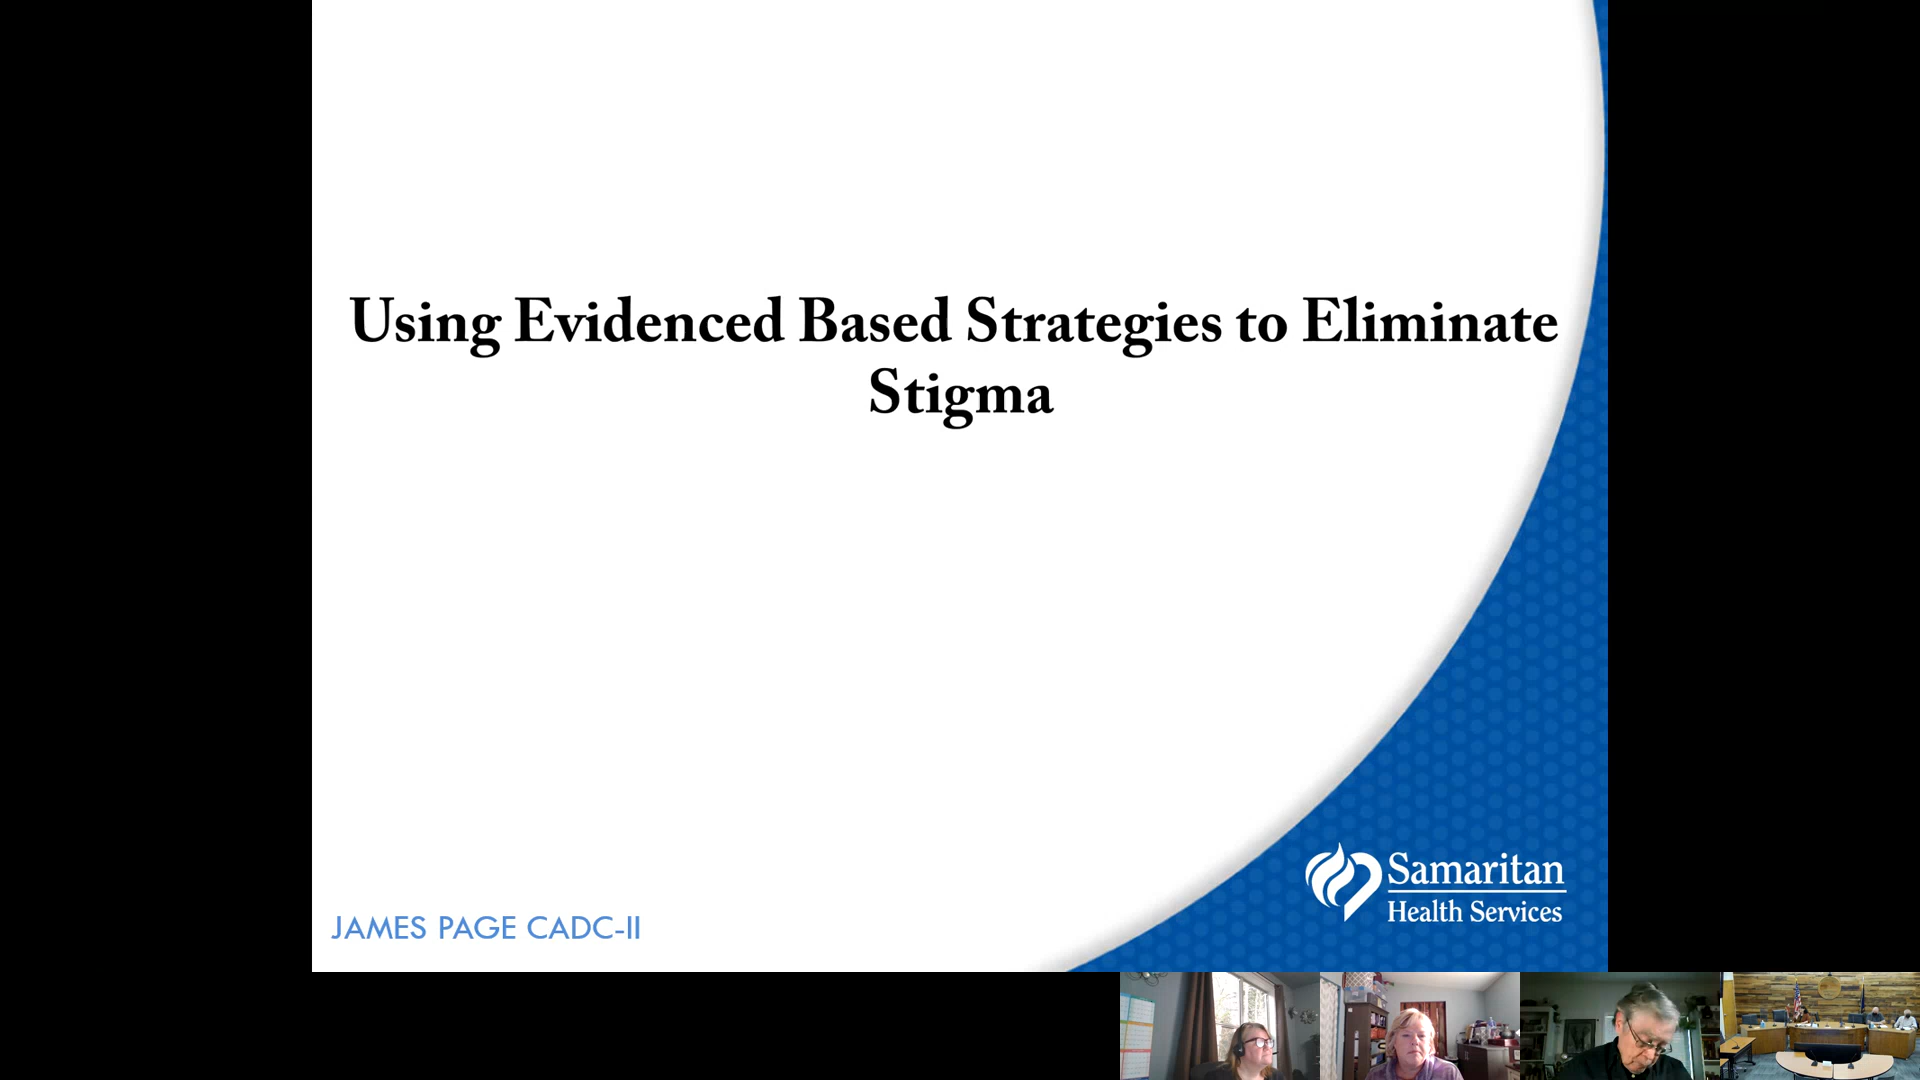 Using Evidenced Based Strategies to Eliminate
Stigma
JAMES PAGE CADC-II
Samaritan
Health Services